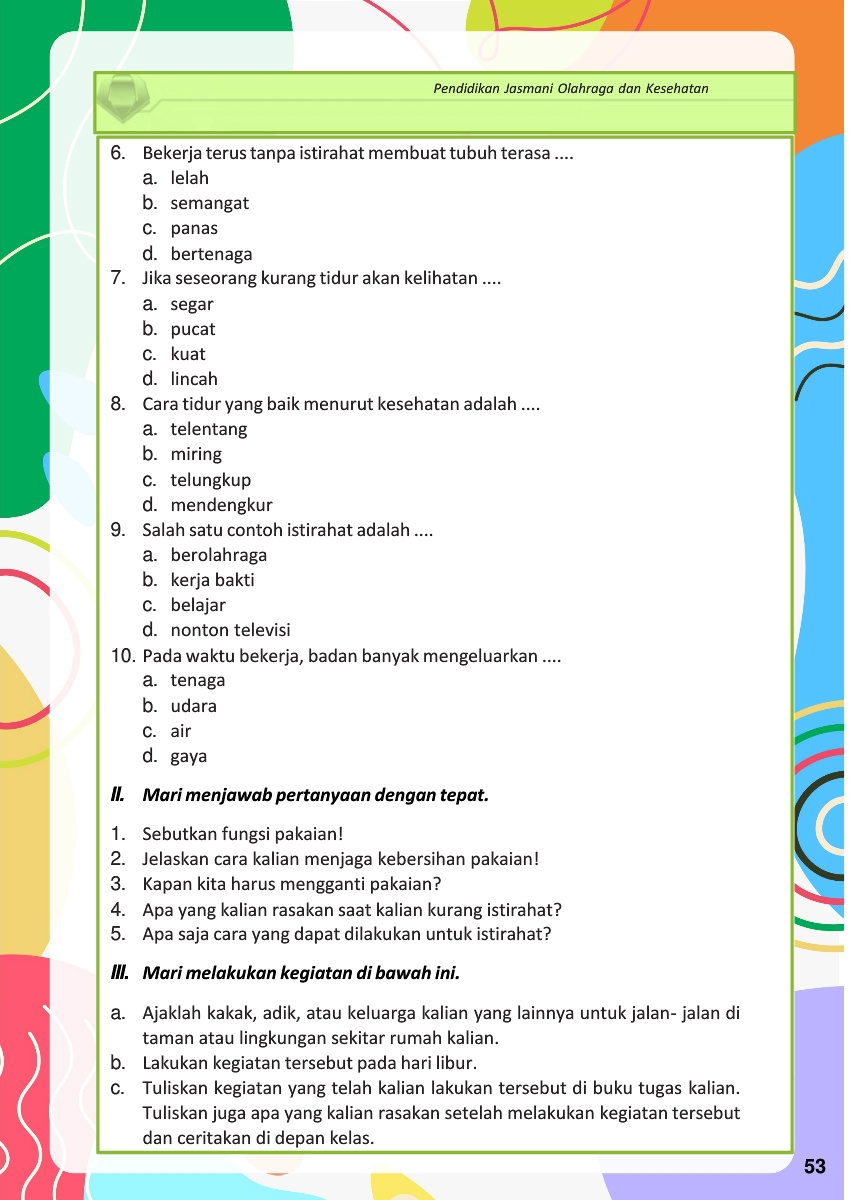 Pendidikan Jasmani Olahraga dan Kesehatan
6. Bekerja terus tanpa istirahat membuat tubuh terasa ....
a. lelah
b. semangat
c. panas
d. bertenaga
7. Jika seseorang kurang tidur akan kelihatan ....
a. segar
b. pucat
c. kuat
d. lincah
8. Cara tidur yang baik menurut kesehatan adalah ....
a. telentang
b. miring
c. telungkup
d. mendengkur
9. Salah satu contoh istirahat adalah ....
a. berolahraga
b. kerja bakti
c. belajar
d. nonton televisi
10. Pada waktu bekerja, badan banyak mengeluarkan ....
a. tenaga
b. udara
c. air
d. gaya
II. Mari menjawab pertanyaan dengan tepat.
1. Sebutkan fungsi pakaian!
2. Jelaskan cara kalian menjaga kebersihan pakaian!
3. Kapan kita harus mengganti pakaian?
4. Apa yang kalian rasakan saat kalian kurang istirahat?
5. Apa saja cara yang dapat dilakukan untuk istirahat?
III. Mari melakukan kegiatan di bawah ini.
a. Ajaklah kakak, adik, atau keluarga kalian yang lainnya untuk jalan- jalan di
taman atau lingkungan sekitar rumah kalian.
b. Lakukan kegiatan tersebut pada hari libur.
c. Tuliskan kegiatan yang telah kalian lakukan tersebut di buku tugas kalian.
Tuliskan juga apa yang kalian rasakan setelah melakukan kegiatan tersebut
dan ceritakan di depan kelas.
53